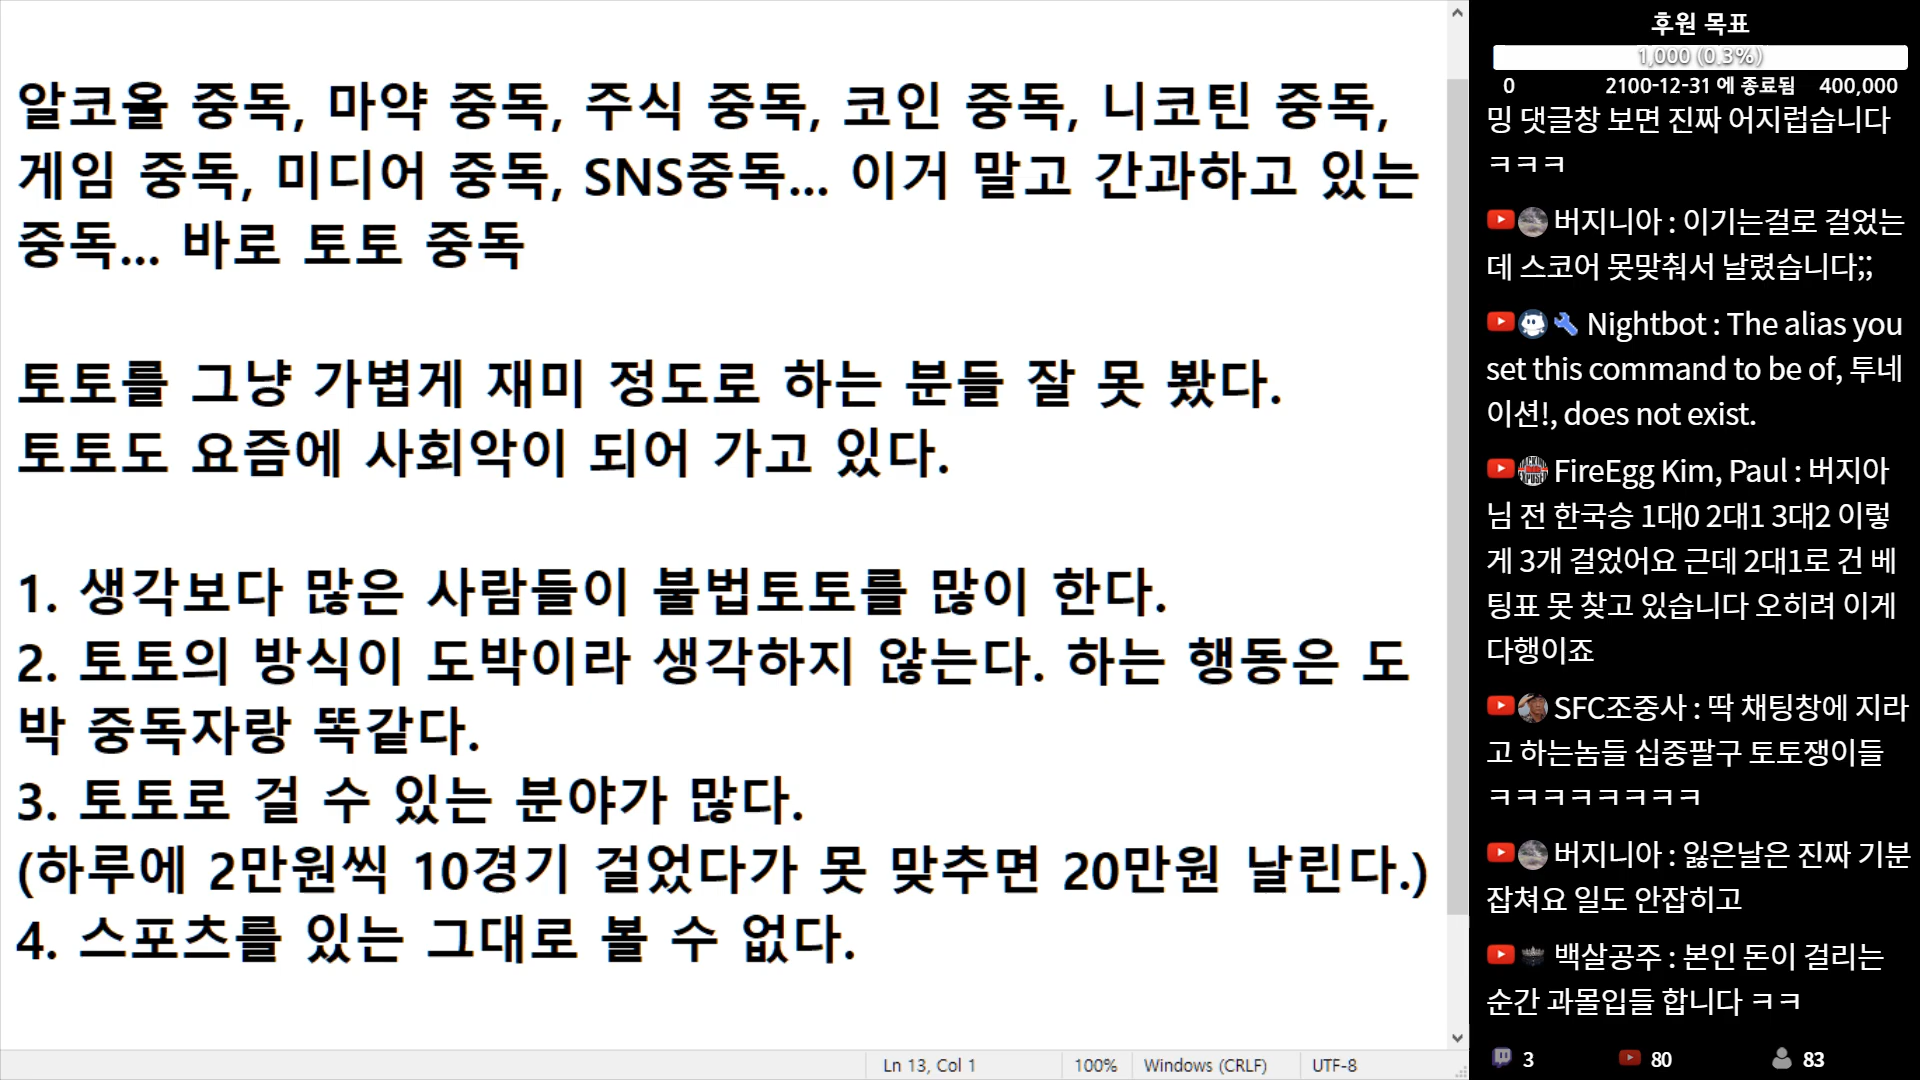 알코올 중독, 마약 중독, 주식 중독, 코인 중독, 니코틴 중독,
게임 중독, 미디어 중독, SNS중독... 이거 말고 간과하고 있는
중독... 바로 토토 중독
토토를 그냥 가볍게 재미 정도로 하는 분들 잘 못 봤다.
토토도 요즘에 사회악이 되어 가고 있다.
1. 생각보다 많은 사람들이 불법토토를 많이 한다.
2. 토토의 방식이 도박이라 생각하지 않는다. 하는 행동은 도
박 중독자랑 똑같다.
3. 토토로 걸 수 있는 분야가 많다.
(하루에 2만원씩 10경기 걸었다가 못 맞추면 20만원 날린다.)
4. 스포츠를 있는 그대로 볼 수 없다.
Ln 13, Col 1
100%
Windows (CRLF)
UTF-8
후원 목표
1,000 (0.3%)
0 2100-12-31 에 종료됨 400,000
밍 댓글창 보면 진짜 어지럽습니다
ㅋㅋㅋ
버지니아 : 이기는걸로 걸었는
데 스코어 못맞춰서 날렸습니다;;
Nightbot : The alias you
set this command to be of, 투네
이션!, does not exist.
FireEgg Kim, Paul : 버지아
님 전 한국승 1대0 2대1 3대2 이렇
게 3개 걸었어요 근데 2대1로 건 베
팅표 못 찾고 있습니다 오히려 이게
다행이죠
SFC조중사 : 딱 채팅창에 지라
고 하는놈들 십중팔구 토토쟁이들
ㅋㅋㅋㅋㅋㅋㅋㅋ
버지니아 : 잃은날은 진짜 기분
잡쳐요 일도 안잡히고
백살공주 : 본인 돈이 걸리는
순간 과몰입들 합니다 ㅋㅋ
3 80 83